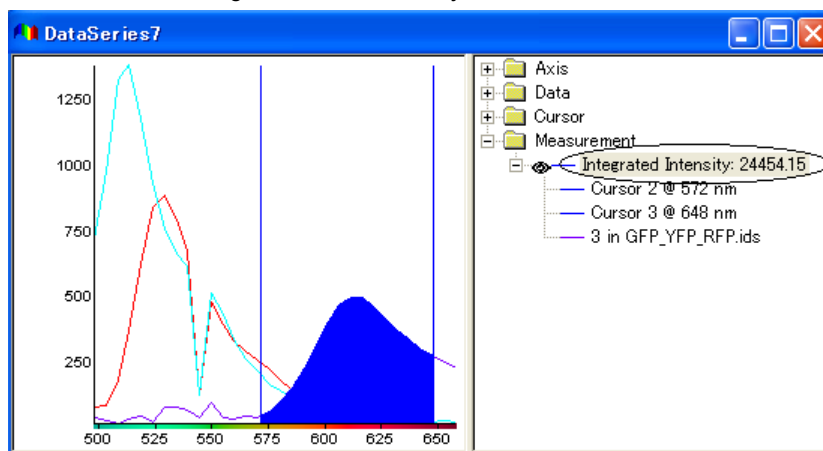 DataSeries7
1250
1000
750
500
250
500 525 550 575 600 625 650
Axis
Data
Cursor
Measurement
Integrated Intensity: 24454.15
Cursor 2 @ 572 nm
Cursor 3 @ 648 nm
3 in GFP_YFP_RFP.ids